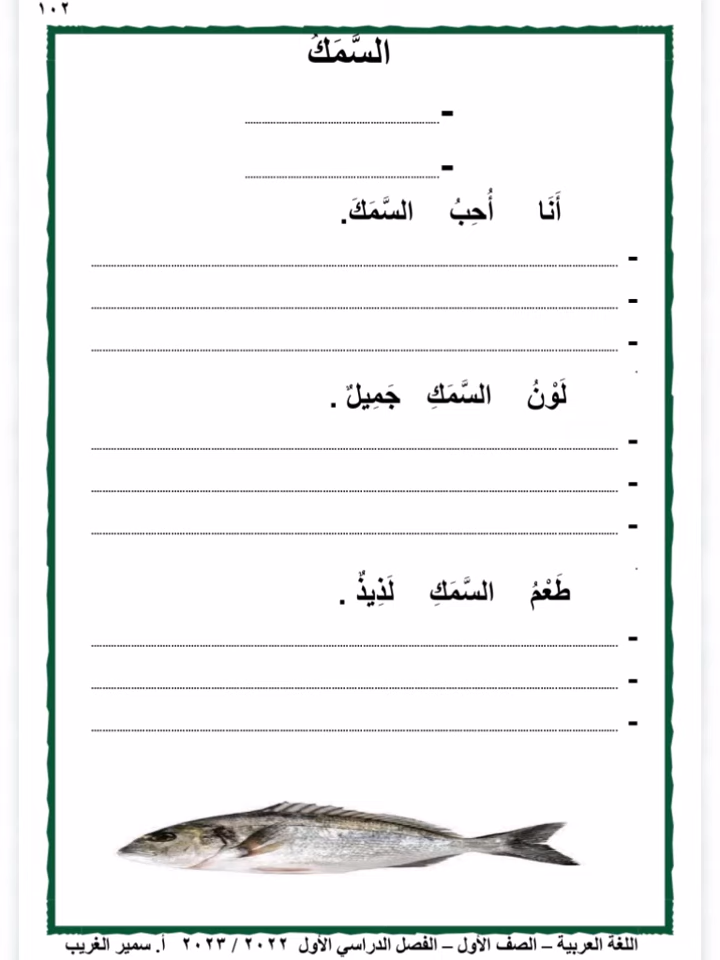 ١٠٢
السَّمَكُ
-
-
أَنَا أُحِبُ السَّمَكَ.
-
-
-
لَوْنُ السَّمَكِ جَمِيلٌ .
-
-
-
طَعْمُ السَّمَكِ لَذِيذٌ .
-
-
-
اللغة العربية – الصف الأول – الفصل الدراسي الأول ٢٠٢٢ / ٢٠٢٣ أ. سمير الغريب